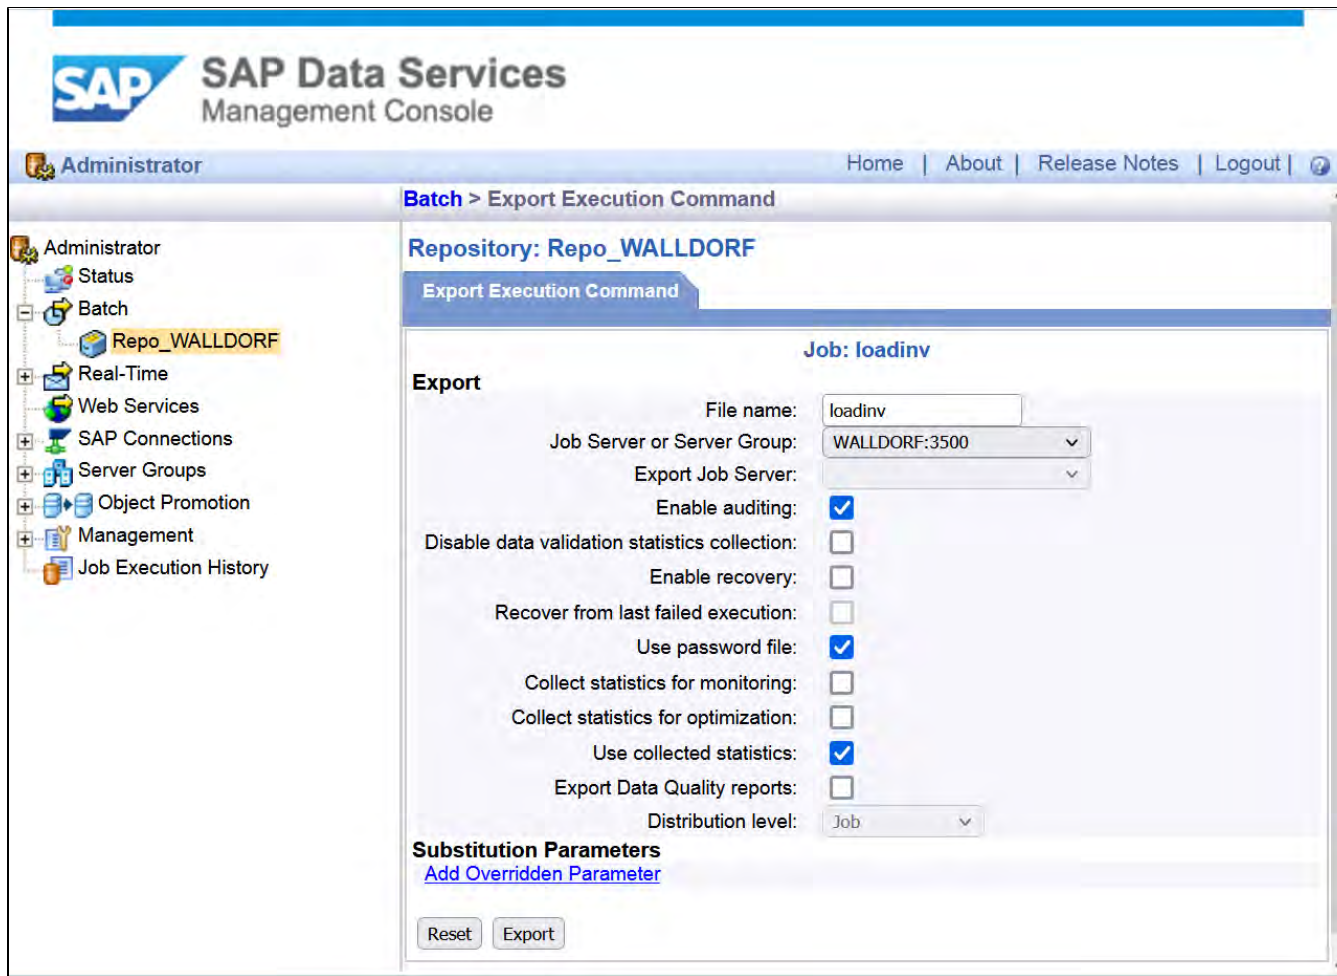 SAP
SAP Data Services
Management Console
Administrator
Home | About | Release Notes | Logout |
Batch > Export Execution Command
Administrator
Status
Batch
Repo_WALLDORF
Real-Time
Web Services
SAP Connections
Server Groups
Object Promotion
Management
Job Execution History
Repository: Repo_WALLDORF
Export Execution Command
Job: loadinv
Export
File name: loadinv
Job Server or Server Group: WALLDORF:3500
Export Job Server:
Enable auditing:
Disable data validation statistics collection:
Enable recovery:
Recover from last failed execution:
Use password file:
Collect statistics for monitoring:
Collect statistics for optimization:
Use collected statistics:
Export Data Quality reports:
Distribution level: Job
Substitution Parameters
Add Overridden Parameter
Reset Export